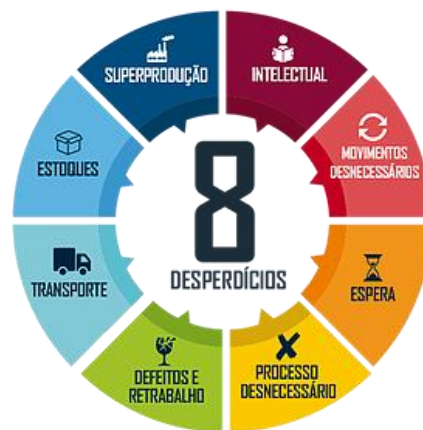 SUPERPRODUÇÃO
INTELECTUAL
MOVIMENTOS
DESNECESSÁRIOS
ESPERA
PROCESSO
DESNECESSÁRIO
DEFEITOS E
RETRABALHO
TRANSPORTE
ESTOQUES
8
DESPERDÍCIOS